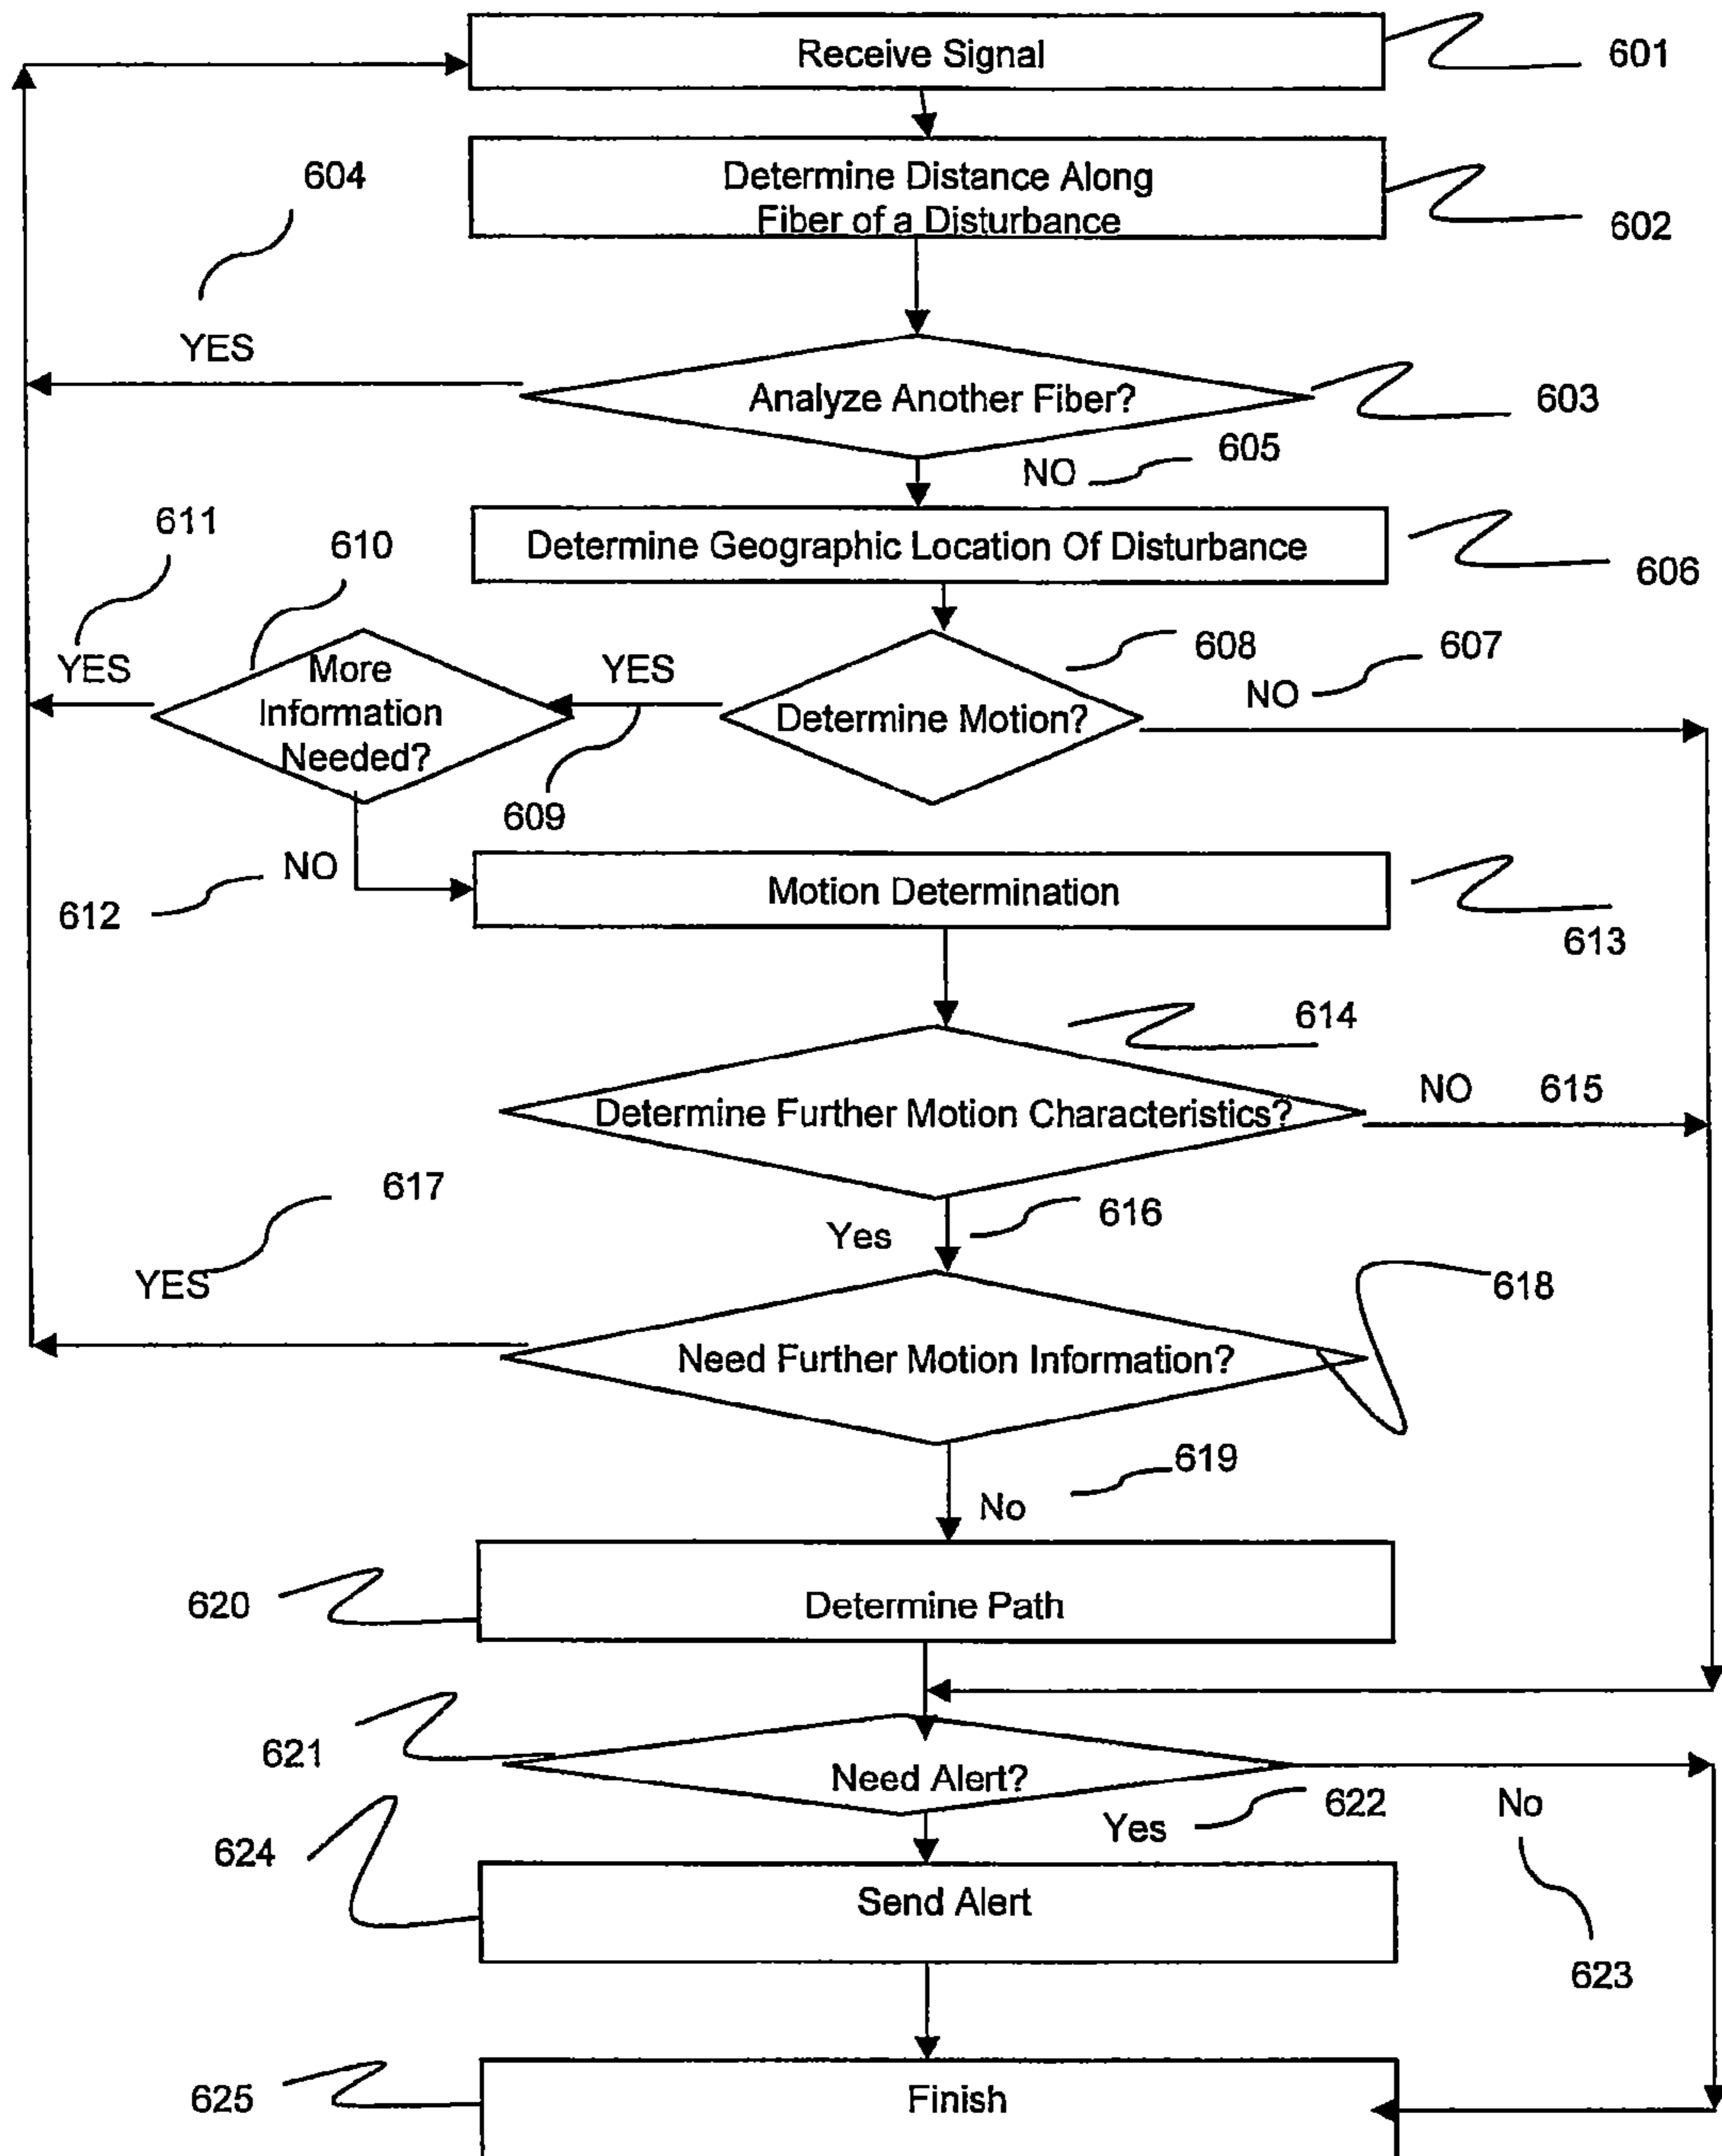 Receive Signal
601
Determine Distance Along
Fiber of a Disturbance
602
604
YES
Analyze Another Fiber?
603
NO
605
Determine Geographic Location Of Disturbance
606
611
610
YES
More
Information
Needed?
YES
609
Determine Motion?
608
NO
607
612
NO
Motion Determination
613
614
Determine Further Motion Characteristics?
NO
615
617
YES
Yes
616
618
Need Further Motion Information?
619
No
620
Determine Path
621
Need Alert?
Yes
622
No
623
624
Send Alert
625
Finish